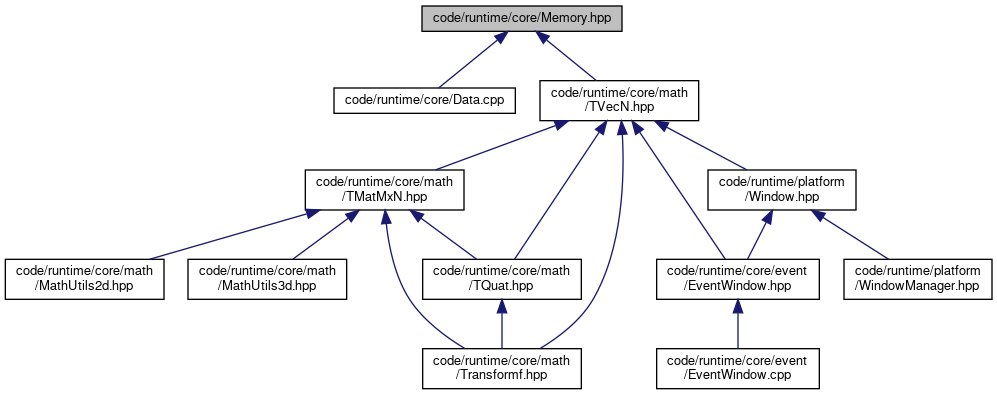 code/runtime/core/Memory.hpp
code/runtime/core/Data.cpp
code/runtime/core/math
/TVecN.hpp
code/runtime/core/math
/TMatMxN.hpp
code/runtime/platform
/Window.hpp
code/runtime/core/math
/MathUtils2d.hpp
code/runtime/core/math
/MathUtils3d.hpp
code/runtime/core/math
/TQuat.hpp
code/runtime/core/event
/EventWindow.hpp
code/runtime/platform
/WindowManager.hpp
code/runtime/core/math
/Transformf.hpp
code/runtime/core/event
/EventWindow.cpp